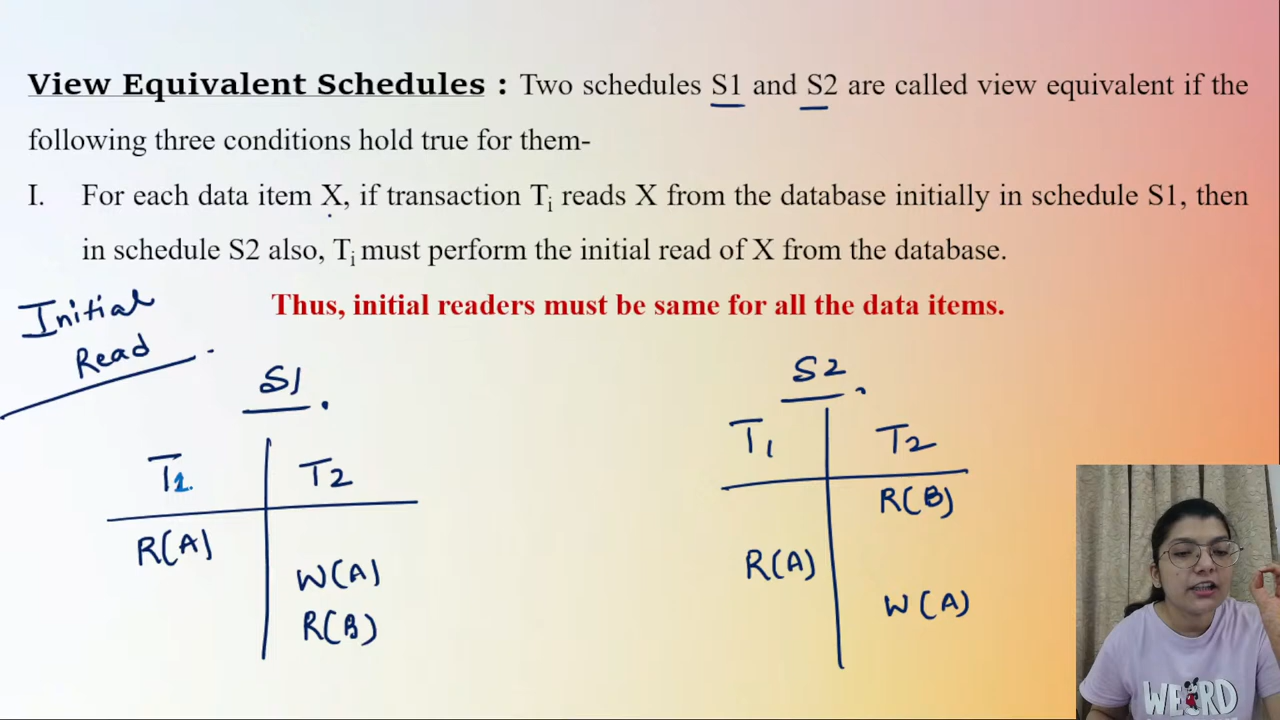 View Equivalent Schedules : Two schedules S1 and S2 are called view equivalent if the
following three conditions hold true for them-
I. For each data item X, if transaction Ti reads X from the database initially in schedule S1, then
in schedule S2 also, Ti must perform the initial read of X from the database.
Thus, initial readers must be same for all the data items.
Initial
Read
S1
T1 T2
R(A)
W(A)
R(B)
S2
T1 T2
R(B)
R(A)
W(A)
WEIRD